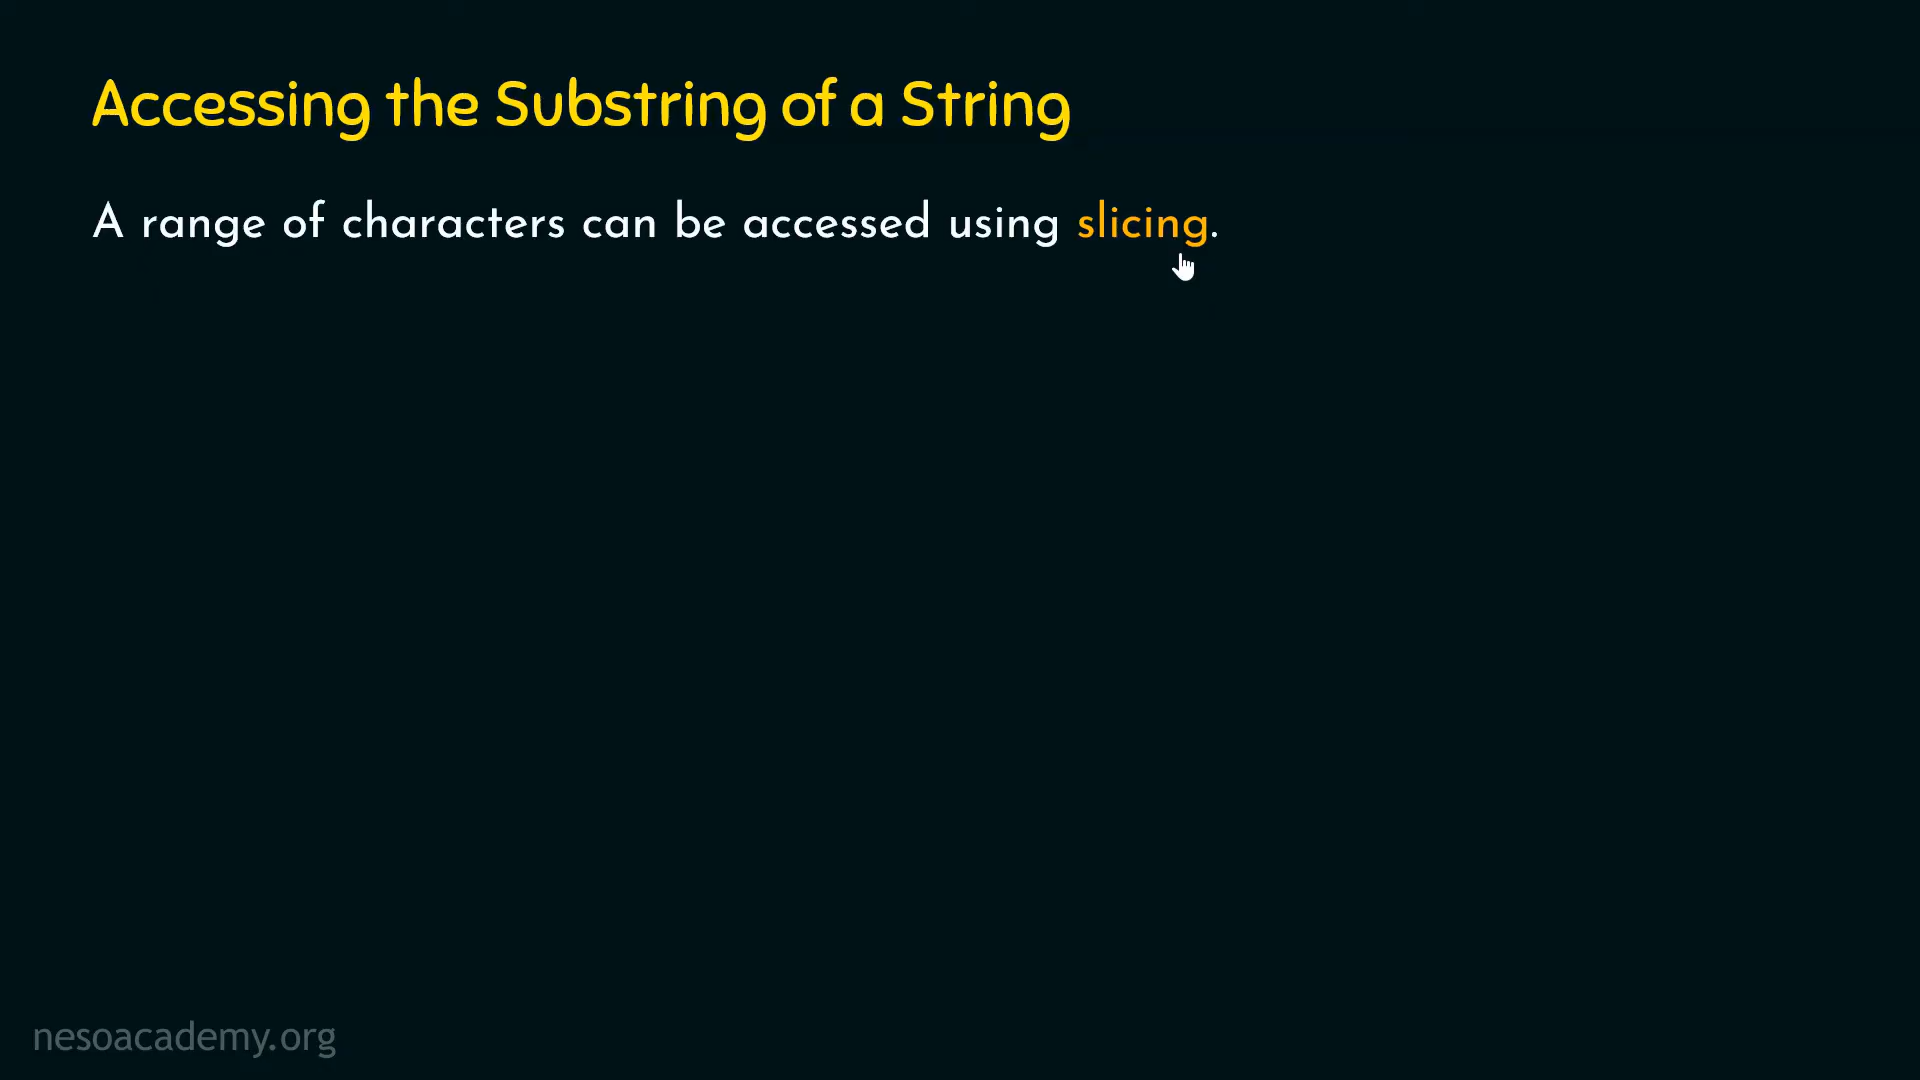 Accessing the Substring of a String
A range of characters can be accessed using slicing.
nesoacademy.org